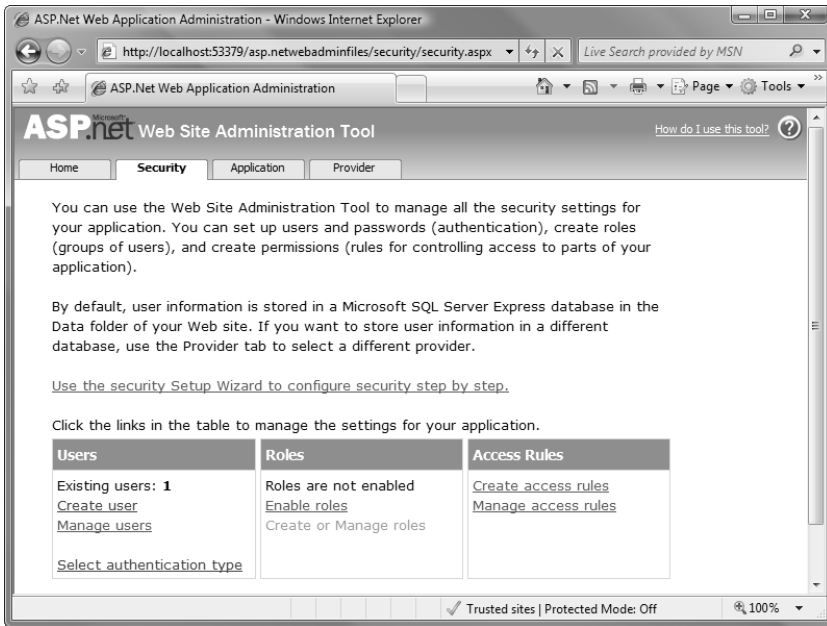 ASP.Net Web Application Administration - Windows Internet Explorer
http://localhost:53379/asp.netwebadminfiles/security/security.aspx
Live Search provided by MSN
ASP.Net Web Application Administration
Page
Tools
»
Microsoft
ASP.net Web Site Administration Tool
How do I use this tool? ?
Home Security Application Provider
You can use the Web Site Administration Tool to manage all the security settings for
your application. You can set up users and passwords (authentication), create roles
(groups of users), and create permissions (rules for controlling access to parts of your
application).
By default, user information is stored in a Microsoft SQL Server Express database in the
Data folder of your Web site. If you want to store user information in a different
database, use the Provider tab to select a different provider.
Use the security Setup Wizard to configure security step by step.
Click the links in the table to manage the settings for your application.
Users
Existing users: 1
Create user
Manage users
Select authentication type
Roles
Roles are not enabled
Enable roles
Create or Manage roles
Access Rules
Create access rules
Manage access rules
Trusted sites | Protected Mode: Off
100%